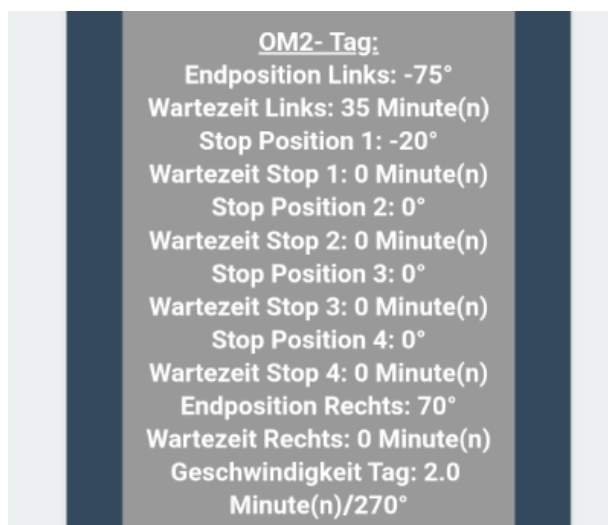 OM2- Tag:
Endposition Links: -75°
Wartezeit Links: 35 Minute(n)
Stop Position 1: -20°
Wartezeit Stop 1: 0 Minute(n)
Stop Position 2: 0°
Wartezeit Stop 2: 0 Minute(n)
Stop Position 3: 0°
Wartezeit Stop 3: 0 Minute(n)
Stop Position 4: 0°
Wartezeit Stop 4: 0 Minute(n)
Endposition Rechts: 70°
Wartezeit Rechts: 0 Minute(n)
Geschwindigkeit Tag: 2.0
Minute(n)/270°